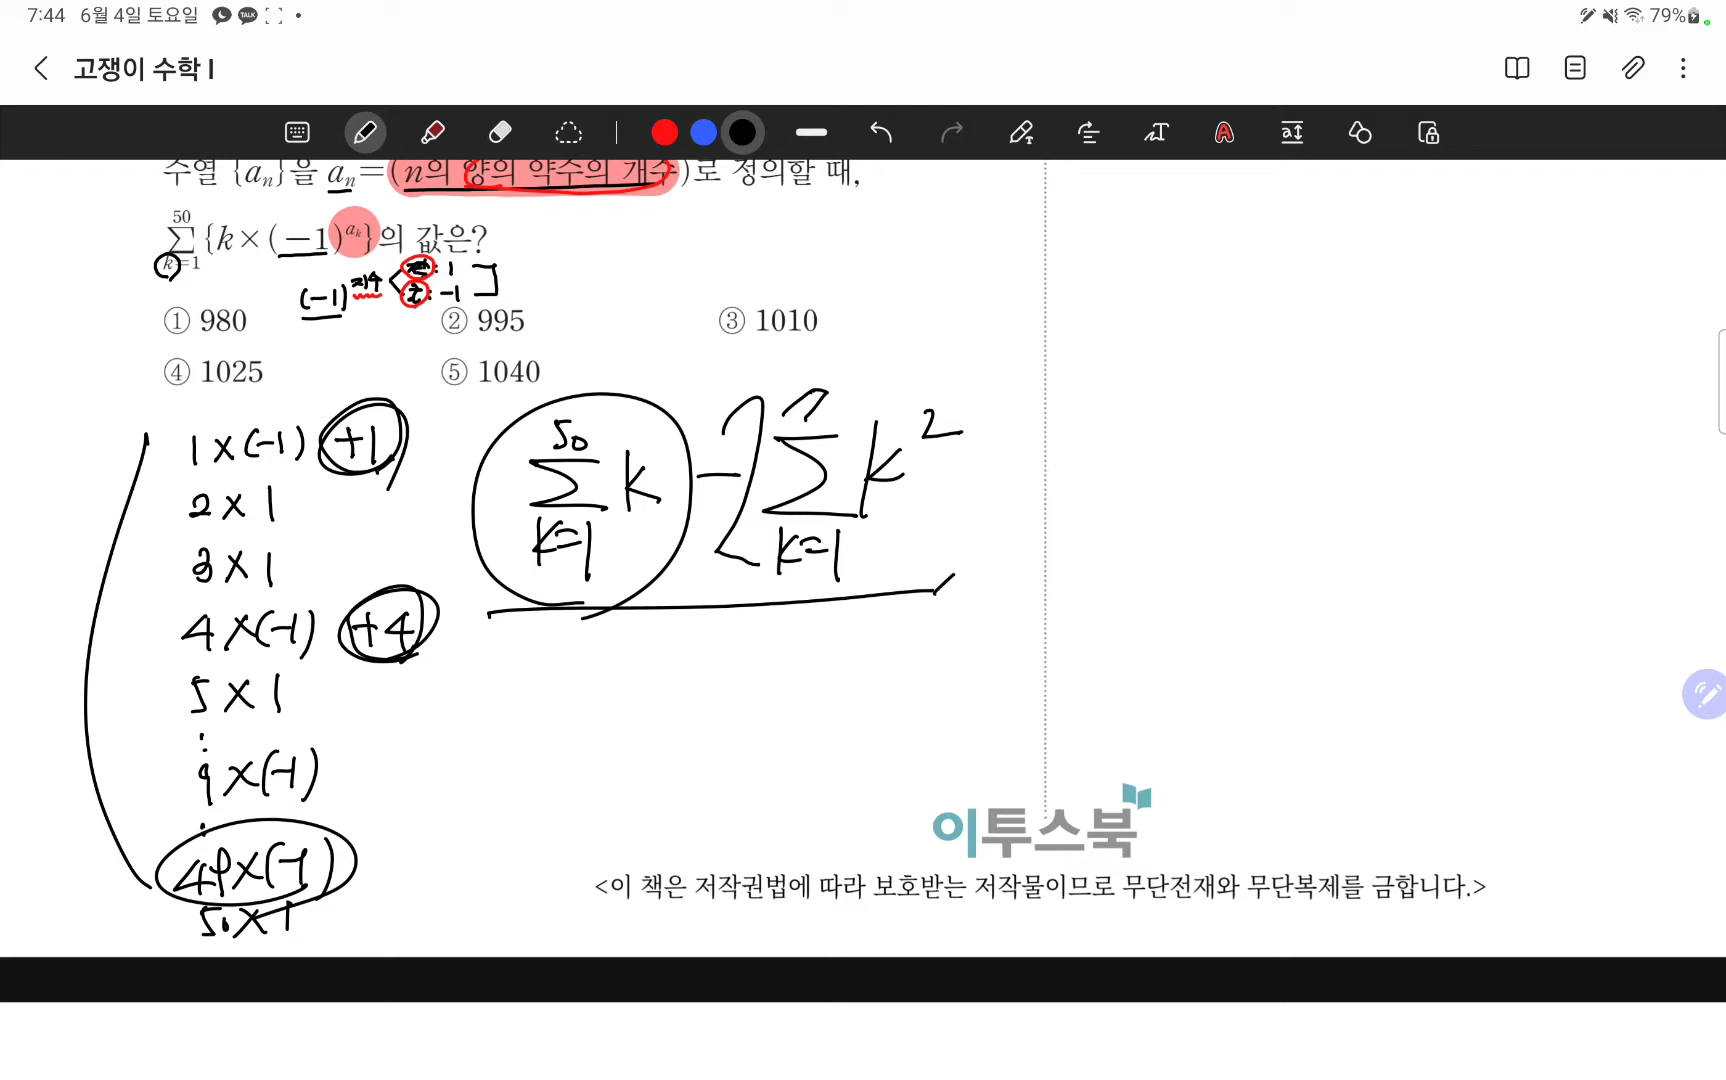 7:44 6월 4일 토요일 TALK 79%
고쟁이 수학 I
수열 {aₙ}을 aₙ=(n의 양의 약수의 개수)로 정의할 때,
50
∑ {k×(−1)^{aₖ}}의 값은?
k=1
(-1)^지수 < 짝: 1
홀: -1
① 980 ② 995 ③ 1010
④ 1025 ⑤ 1040
1×(-1) +1
2×1
3×1
4×(-1) +4
5×1
⋮
9×(-1)
⋮
49×(-1)
50×1
50 7
∑ k - 2 ∑ k²
k=1 k=1
이투스북
<이 책은 저작권법에 따라 보호받는 저작물이므로 무단전재와 무단복제를 금합니다.>